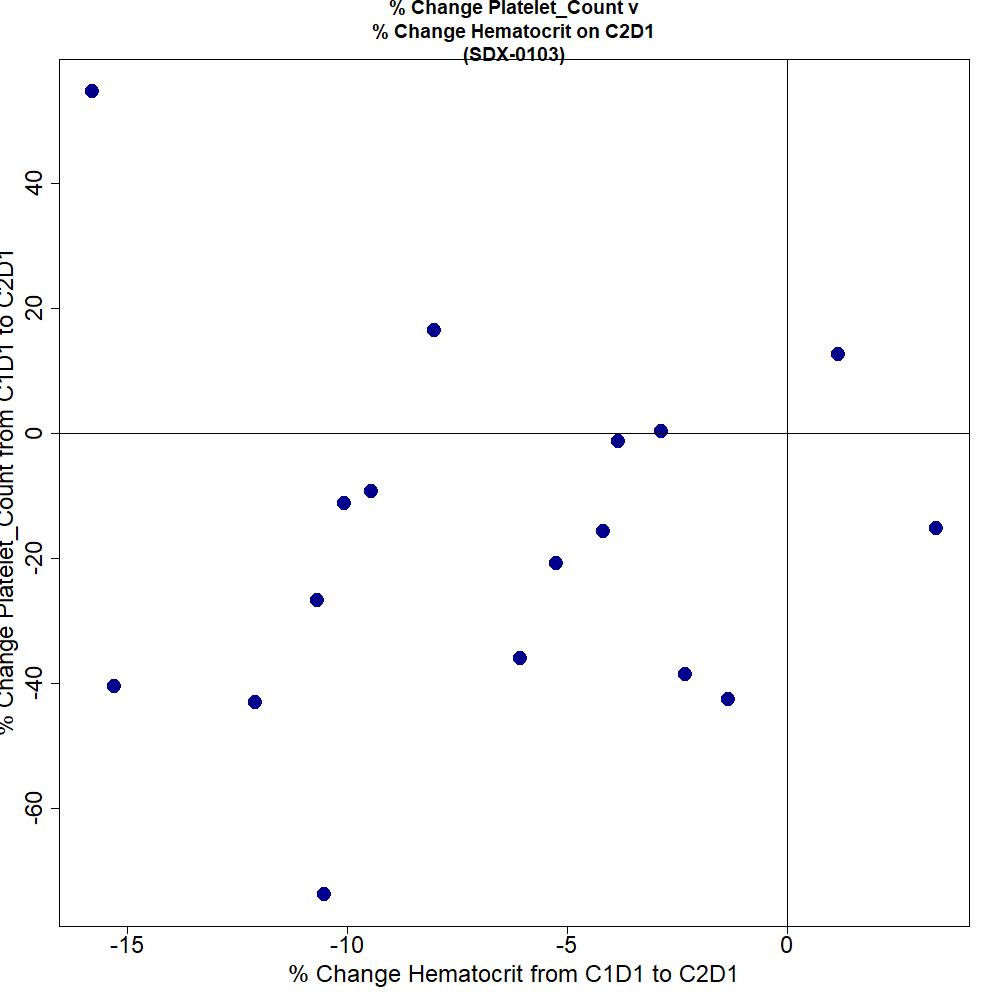 % Change Platelet_Count v
% Change Hematocrit on C2D1
(SDX-0103)
% Change Platelet_Count from C1D1 to C2D1
40
20
0
-20
-40
-60
-15
-10
-5
0
% Change Hematocrit from C1D1 to C2D1